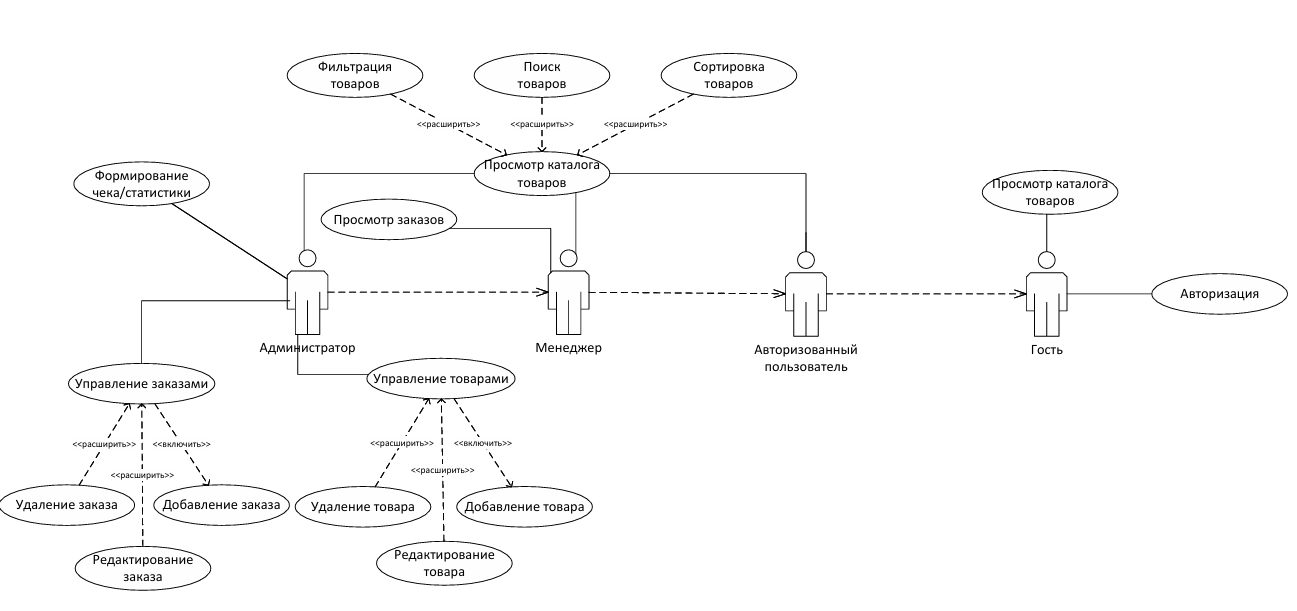 Фильтрация
товаров
Поиск
товаров
Сортировка
товаров
<<расширить>>
<<расширить>>
<<расширить>>
Просмотр каталога
товаров
Формирование
чека/статистики
Просмотр каталога
товаров
Просмотр заказов
Авторизация
Администратор
Менеджер
Авторизованный
пользователь
Гость
Управление заказами
Управление товарами
<<расширить>>
<<включить>>
<<расширить>>
<<расширить>>
<<включить>>
<<расширить>>
Удаление заказа
Добавление заказа
Удаление товара
Добавление товара
Редактирование
заказа
Редактирование
товара